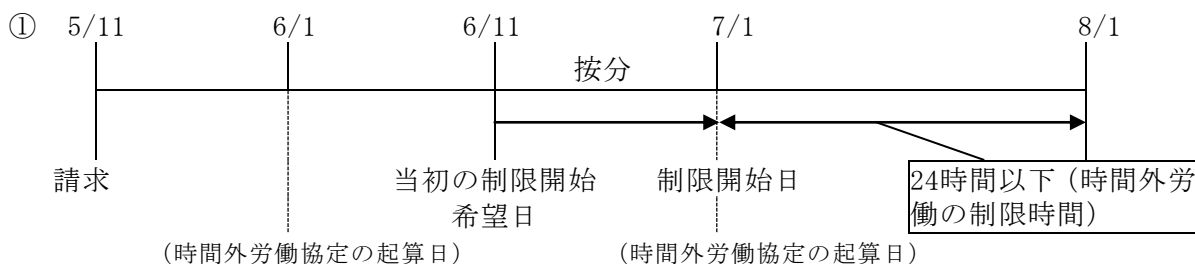 ① 5/11 6/1 6/11 7/1 8/1
按分
請求 当初の制限開始 制限開始日 24時間以下（時間外労
希望日 働の制限時間）
（時間外労働協定の起算日） （時間外労働協定の起算日）